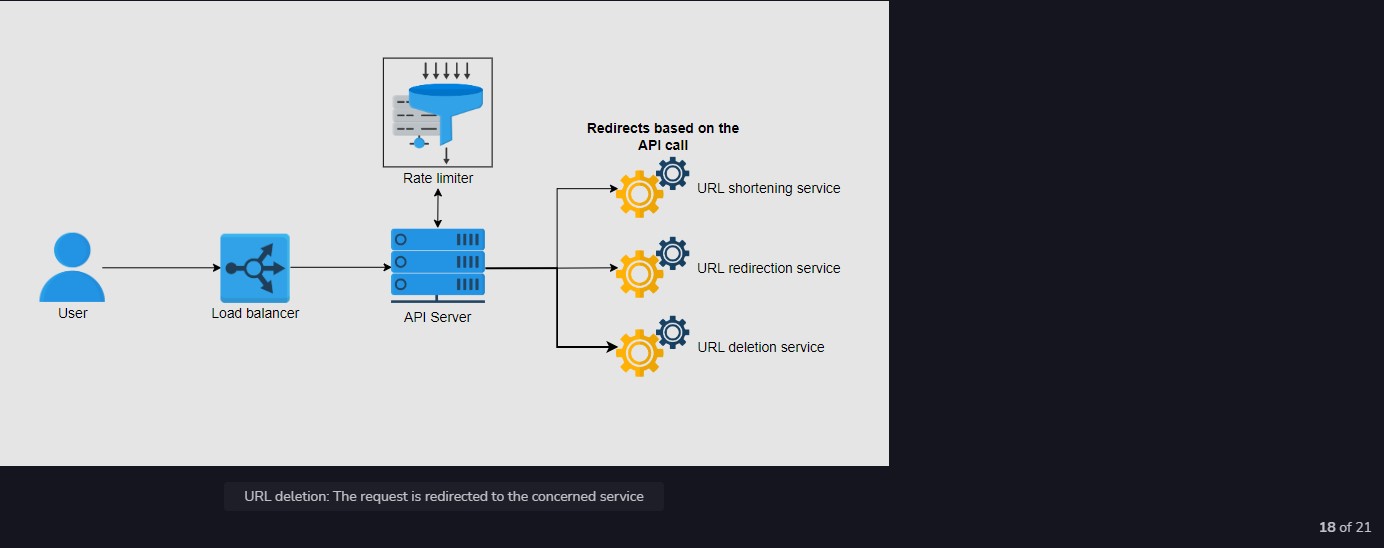 Redirects based on the
API call
Rate limiter
URL shortening service
URL redirection service
User
Load balancer
API Server
URL deletion service
URL deletion: The request is redirected to the concerned service
18 of 21